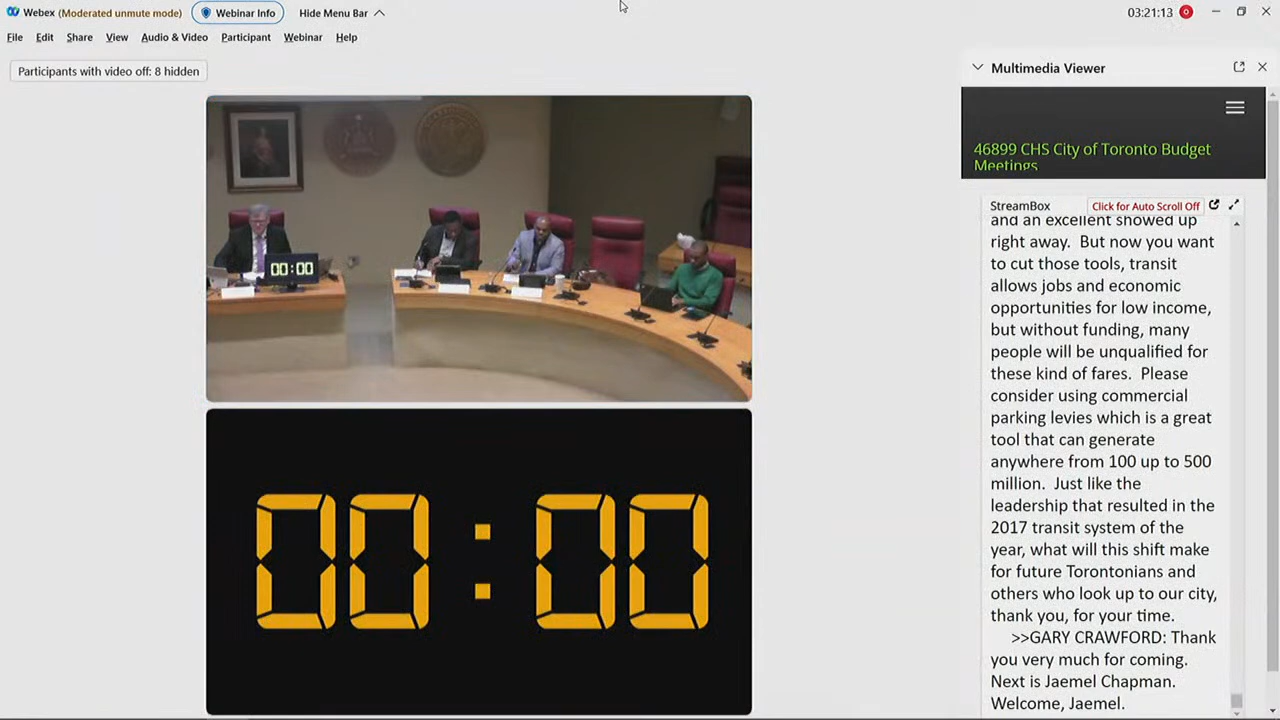 Webex (Moderated unmute mode) Webinar Info Hide Menu Bar 03:21:13
File Edit Share View Audio & Video Participant Webinar Help
Participants with video off: 8 hidden
Multimedia Viewer
46899 CHS City of Toronto Budget
Meetings
StreamBox Click for Auto Scroll Off
and an excellent showed up
right away. But now you want
to cut those tools, transit
allows jobs and economic
opportunities for low income,
but without funding, many
people will be unqualified for
these kind of fares. Please
consider using commercial
parking levies which is a great
tool that can generate
anywhere from 100 up to 500
million. Just like the
leadership that resulted in the
2017 transit system of the
year, what will this shift make
for future Torontonians and
others who look up to our city,
thank you, for your time.
>>GARY CRAWFORD: Thank
you very much for coming.
Next is Jaemel Chapman.
Welcome, Jaemel.
00:00
00:00